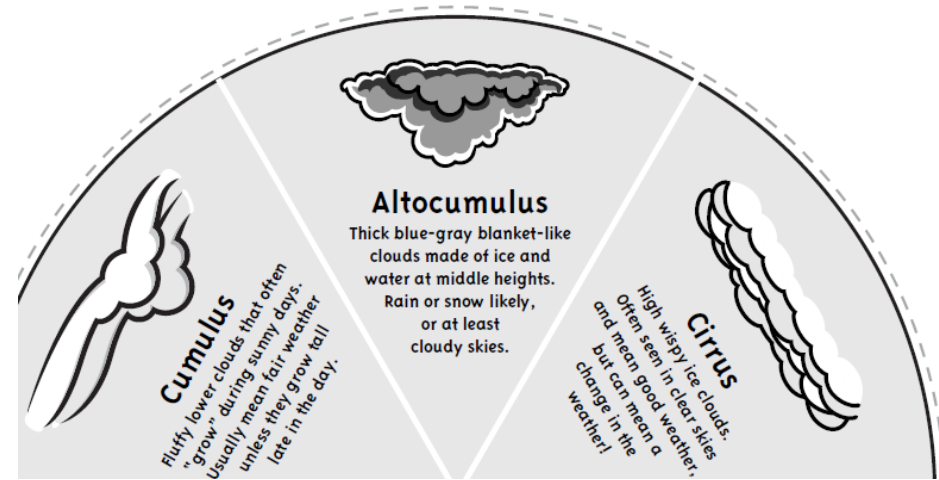 Cumulus
Fluffy lower clouds that often
"grow" during sunny days.
Usually mean fair weather
unless they grow tall
late in the day.
Altocumulus
Thick blue-gray blanket-like
clouds made of ice and
water at middle heights.
Rain or snow likely,
or at least
cloudy skies.
Cirrus
High wispy ice clouds.
Often seen in clear skies
and mean good weather,
but can mean a
change in the
weather!